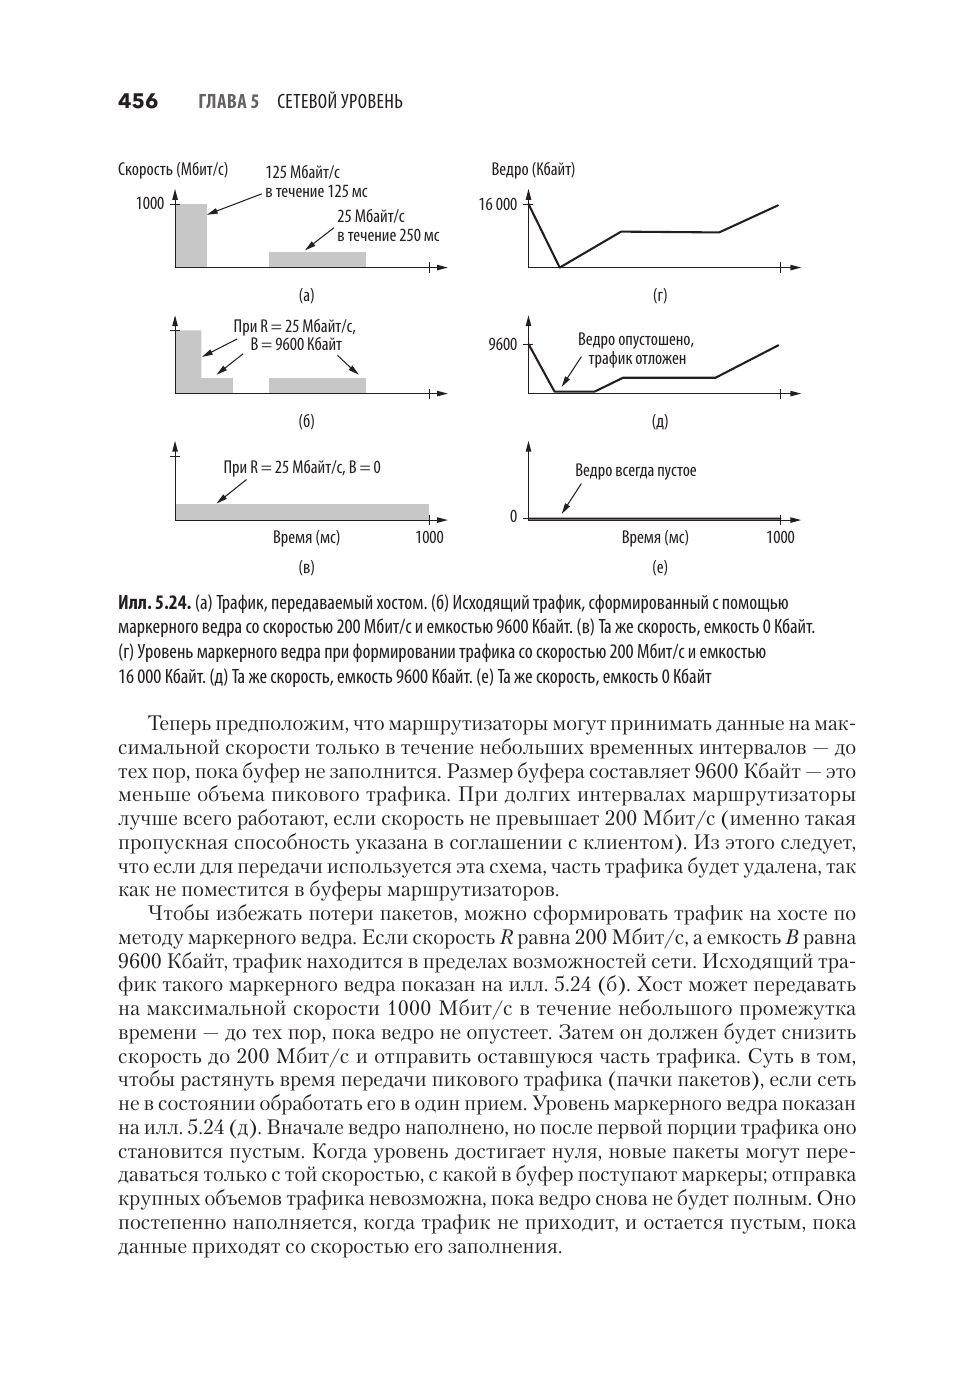 456 ГЛАВА 5 СЕТЕВОЙ УРОВЕНЬ
Скорость (Мбит/с)
1000
125 Мбайт/с
в течение 125 мс
25 Мбайт/с
в течение 250 мс
(а)
Ведро (Кбайт)
16 000
(г)
При R = 25 Мбайт/с,
B = 9600 Кбайт
(б)
9600
Ведро опустошено,
трафик отложен
(д)
При R = 25 Мбайт/с, B = 0
Время (мс)
1000
(в)
Ведро всегда пустое
0
Время (мс)
1000
(е)
Илл. 5.24. (а) Трафик, передаваемый хостом. (б) Исходящий трафик, сформированный с помощью
маркерного ведра со скоростью 200 Мбит/с и емкостью 9600 Кбайт. (в) Та же скорость, емкость 0 Кбайт.
(г) Уровень маркерного ведра при формировании трафика со скоростью 200 Мбит/с и емкостью
16 000 Кбайт. (д) Та же скорость, емкость 9600 Кбайт. (е) Та же скорость, емкость 0 Кбайт
Теперь предположим, что маршрутизаторы могут принимать данные на мак-
симальной скорости только в течение небольших временных интервалов — до
тех пор, пока буфер не заполнится. Размер буфера составляет 9600 Кбайт — это
меньше объема пикового трафика. При долгих интервалах маршрутизаторы
лучше всего работают, если скорость не превышает 200 Мбит/с (именно такая
пропускная способность указана в соглашении с клиентом). Из этого следует,
что если для передачи используется эта схема, часть трафика будет удалена, так
как не поместится в буферы маршрутизаторов.
Чтобы избежать потери пакетов, можно сформировать трафик на хосте по
методу маркерного ведра. Если скорость R равна 200 Мбит/с, а емкость B равна
9600 Кбайт, трафик находится в пределах возможностей сети. Исходящий тра-
фик такого маркерного ведра показан на илл. 5.24 (б). Хост может передавать
на максимальной скорости 1000 Мбит/с в течение небольшого промежутка
времени — до тех пор, пока ведро не опустеет. Затем он должен будет снизить
скорость до 200 Мбит/с и отправить оставшуюся часть трафика. Суть в том,
чтобы растянуть время передачи пикового трафика (пачки пакетов), если сеть
не в состоянии обработать его в один прием. Уровень маркерного ведра показан
на илл. 5.24 (д). Вначале ведро наполнено, но после первой порции трафика оно
становится пустым. Когда уровень достигает нуля, новые пакеты могут пере-
даваться только с той скоростью, с какой в буфер поступают маркеры; отправка
крупных объемов трафика невозможна, пока ведро снова не будет полным. Оно
постепенно наполняется, когда трафик не приходит, и остается пустым, пока
данные приходят со скоростью его заполнения.